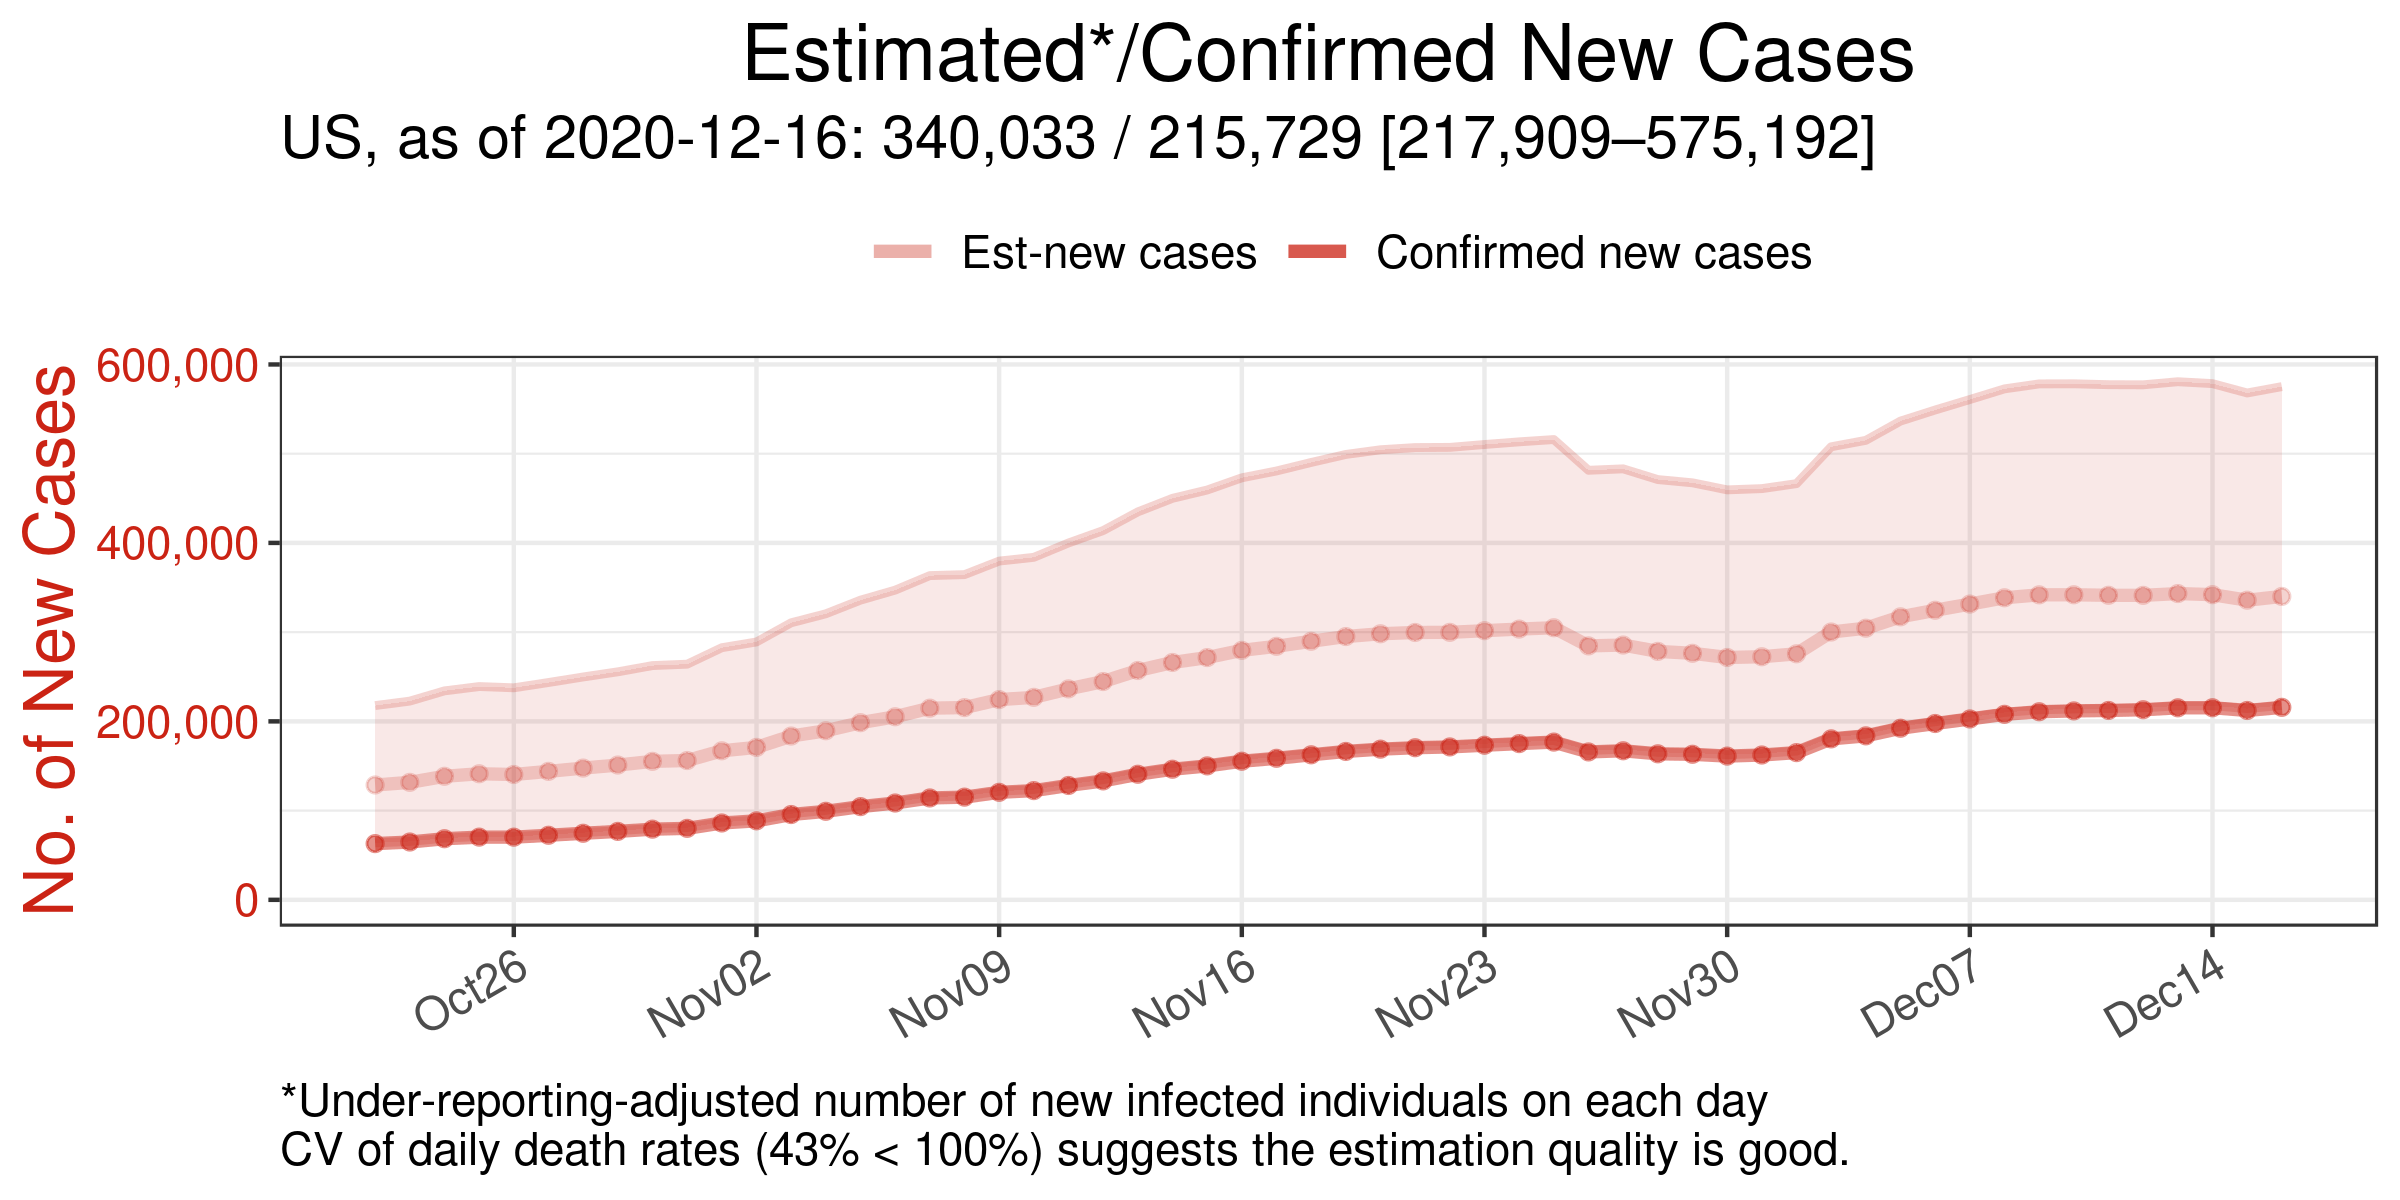 Estimated*/Confirmed New Cases
US, as of 2020-12-16: 340,033 / 215,729 [217,909–575,192]
Est-new cases Confirmed new cases
No. of New Cases
600,000
400,000
200,000
0
Oct26 Nov02 Nov09 Nov16 Nov23 Nov30 Dec07 Dec14
*Under-reporting-adjusted number of new infected individuals on each day
CV of daily death rates (43% < 100%) suggests the estimation quality is good.